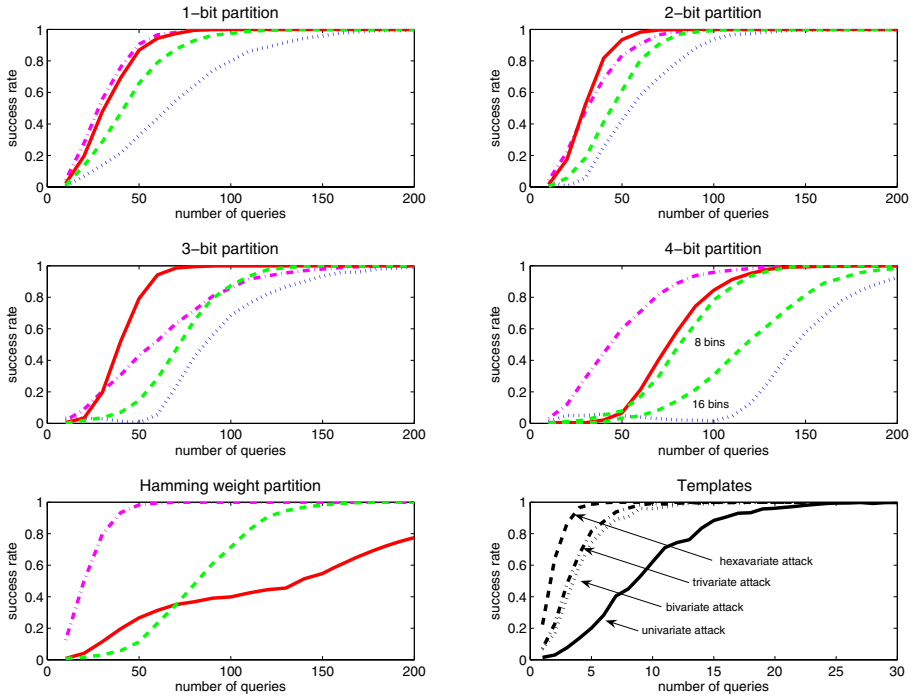 1−bit partition
2−bit partition
1
0.8
0.6
0.4
0.2
0
success rate
0 50 100 150 200
number of queries
1
0.8
0.6
0.4
0.2
0
success rate
0 50 100 150 200
number of queries
3−bit partition
4−bit partition
1
0.8
0.6
0.4
0.2
0
success rate
0 50 100 150 200
number of queries
1
0.8
0.6
0.4
0.2
0
success rate
8 bins
16 bins
0 50 100 150 200
number of queries
Hamming weight partition
Templates
1
0.8
0.6
0.4
0.2
0
success rate
0 50 100 150 200
number of queries
1
0.8
0.6
0.4
0.2
0
success rate
hexavariate attack
trivariate attack
bivariate attack
univariate attack
0 5 10 15 20 25 30
number of queries